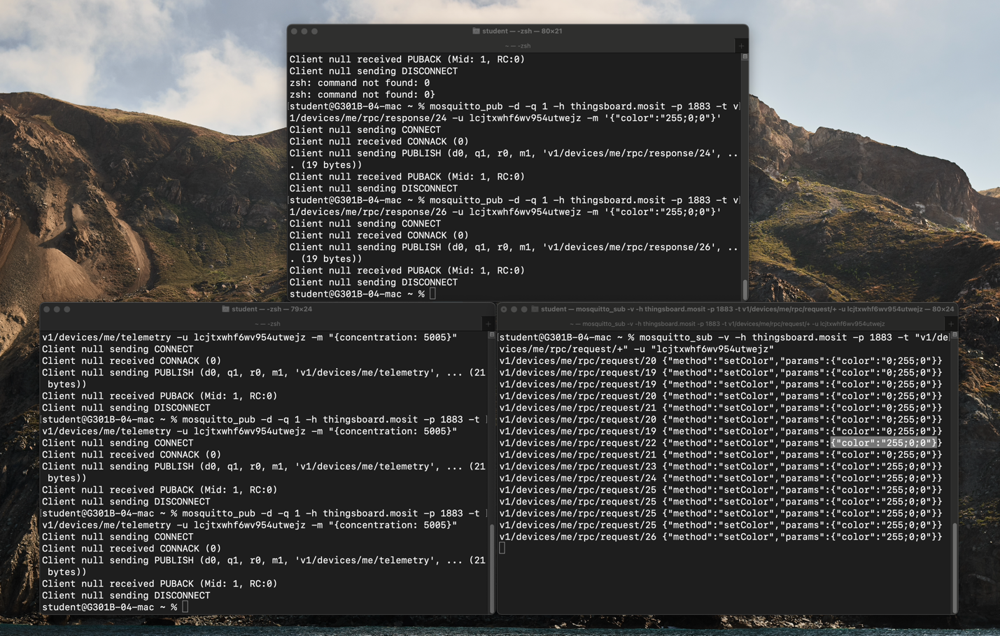 student — -zsh — 80×21
~ — -zsh
Client null received PUBACK (Mid: 1, RC:0)
Client null sending DISCONNECT
zsh: command not found: 0
zsh: command not found: 0}
student@G301B-04-mac ~ % mosquitto_pub -d -q 1 -h thingsboard.mosit -p 1883 -t v
1/devices/me/rpc/response/24 -u lcjtxwhf6wv954utwejz -m '{"color":"255;0;0"}'
Client null sending CONNECT
Client null received CONNACK (0)
Client null sending PUBLISH (d0, q1, r0, m1, 'v1/devices/me/rpc/response/24', ..
. (19 bytes))
Client null received PUBACK (Mid: 1, RC:0)
Client null sending DISCONNECT
student@G301B-04-mac ~ % mosquitto_pub -d -q 1 -h thingsboard.mosit -p 1883 -t v
1/devices/me/rpc/response/26 -u lcjtxwhf6wv954utwejz -m '{"color":"255;0;0"}'
Client null sending CONNECT
Client null received CONNACK (0)
Client null sending PUBLISH (d0, q1, r0, m1, 'v1/devices/me/rpc/response/26', ..
. (19 bytes))
Client null received PUBACK (Mid: 1, RC:0)
Client null sending DISCONNECT
student@G301B-04-mac ~ %
student — -zsh — 79×24
~ — -zsh
v1/devices/me/telemetry -u lcjtxwhf6wv954utwejz -m "{concentration: 5005}"
Client null sending CONNECT
Client null received CONNACK (0)
Client null sending PUBLISH (d0, q1, r0, m1, 'v1/devices/me/telemetry', ... (21
bytes))
Client null received PUBACK (Mid: 1, RC:0)
Client null sending DISCONNECT
student@G301B-04-mac ~ % mosquitto_pub -d -q 1 -h thingsboard.mosit -p 1883 -t
v1/devices/me/telemetry -u lcjtxwhf6wv954utwejz -m "{concentration: 5005}"
Client null sending CONNECT
Client null received CONNACK (0)
Client null sending PUBLISH (d0, q1, r0, m1, 'v1/devices/me/telemetry', ... (21
bytes))
Client null received PUBACK (Mid: 1, RC:0)
Client null sending DISCONNECT
student@G301B-04-mac ~ % mosquitto_pub -d -q 1 -h thingsboard.mosit -p 1883 -t
v1/devices/me/telemetry -u lcjtxwhf6wv954utwejz -m "{concentration: 5005}"
Client null sending CONNECT
Client null received CONNACK (0)
Client null sending PUBLISH (d0, q1, r0, m1, 'v1/devices/me/telemetry', ... (21
bytes))
Client null received PUBACK (Mid: 1, RC:0)
Client null sending DISCONNECT
student@G301B-04-mac ~ %
student — mosquitto_sub -v -h thingsboard.mosit -p 1883 -t v1/devices/me/rpc/request/+ -u lcjtxwhf6wv954utwejz — 80×24
~ — mosquitto_sub -v -h thingsboard.mosit -p 1883 -t v1/devices/me/rpc/request/+ -u lcjtxwhf6wv954utwejz
student@G301B-04-mac ~ % mosquitto_sub -v -h thingsboard.mosit -p 1883 -t "v1/de
vices/me/rpc/request/+" -u "lcjtxwhf6wv954utwejz"
v1/devices/me/rpc/request/20 {"method":"setColor","params":{"color":"0;255;0"}}
v1/devices/me/rpc/request/19 {"method":"setColor","params":{"color":"0;255;0"}}
v1/devices/me/rpc/request/19 {"method":"setColor","params":{"color":"0;255;0"}}
v1/devices/me/rpc/request/20 {"method":"setColor","params":{"color":"0;255;0"}}
v1/devices/me/rpc/request/21 {"method":"setColor","params":{"color":"0;255;0"}}
v1/devices/me/rpc/request/20 {"method":"setColor","params":{"color":"0;255;0"}}
v1/devices/me/rpc/request/19 {"method":"setColor","params":{"color":"0;255;0"}}
v1/devices/me/rpc/request/22 {"method":"setColor","params":{"color":"255;0;0"}}
v1/devices/me/rpc/request/21 {"method":"setColor","params":{"color":"0;255;0"}}
v1/devices/me/rpc/request/23 {"method":"setColor","params":{"color":"255;0;0"}}
v1/devices/me/rpc/request/24 {"method":"setColor","params":{"color":"255;0;0"}}
v1/devices/me/rpc/request/25 {"method":"setColor","params":{"color":"255;0;0"}}
v1/devices/me/rpc/request/25 {"method":"setColor","params":{"color":"255;0;0"}}
v1/devices/me/rpc/request/25 {"method":"setColor","params":{"color":"255;0;0"}}
v1/devices/me/rpc/request/25 {"method":"setColor","params":{"color":"255;0;0"}}
v1/devices/me/rpc/request/26 {"method":"setColor","params":{"color":"255;0;0"}}